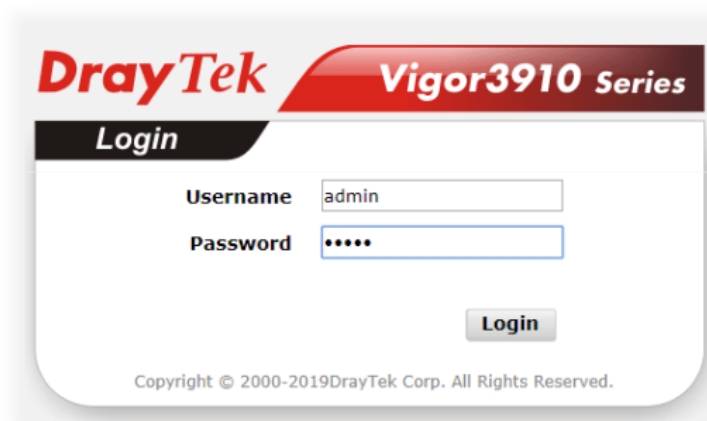 DrayTek Vigor3910 Series
Login
Username admin
Password •••••
Login
Copyright © 2000-2019DrayTek Corp. All Rights Reserved.